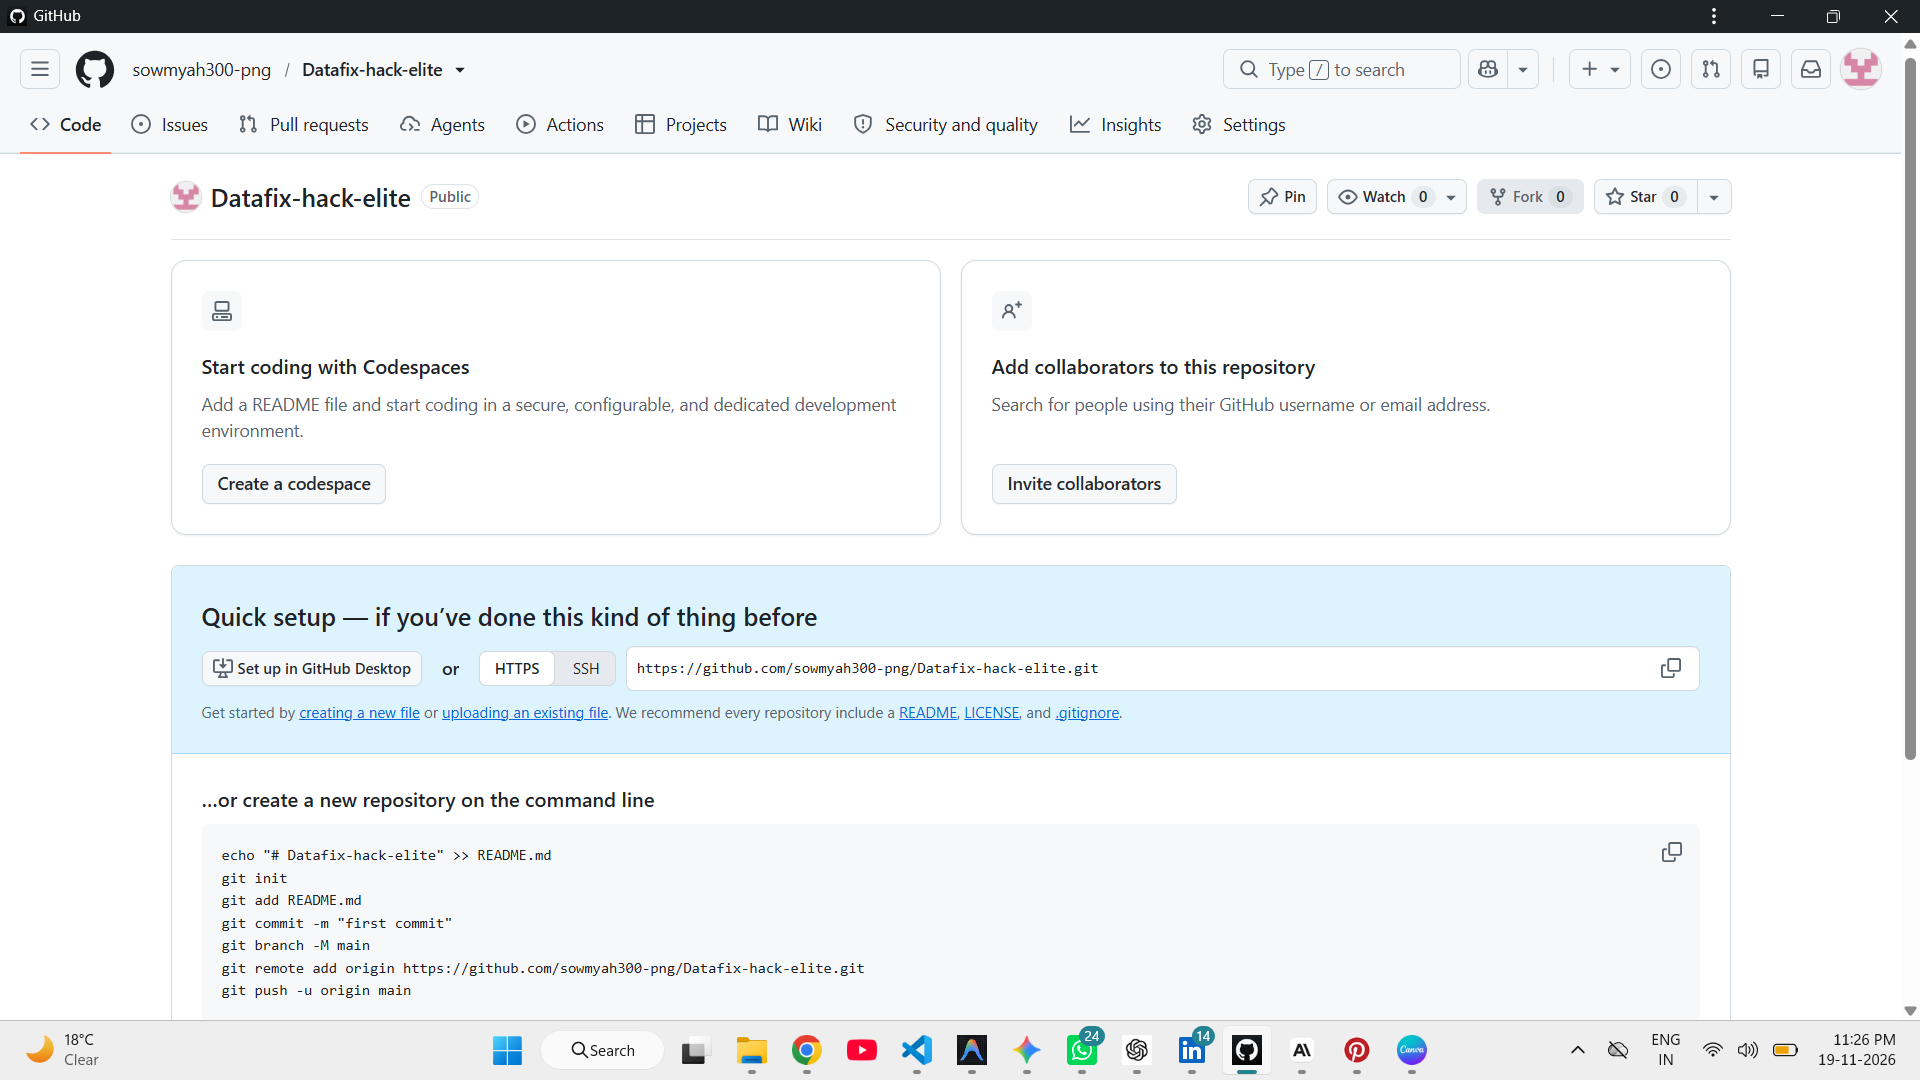 GitHub
sowmyah300-png / Datafix-hack-elite
Type / to search
Code Issues Pull requests Agents Actions Projects Wiki Security and quality Insights Settings
Datafix-hack-elite Public
Pin Watch 0 Fork 0 Star 0
Start coding with Codespaces
Add a README file and start coding in a secure, configurable, and dedicated development
environment.
Create a codespace
Add collaborators to this repository
Search for people using their GitHub username or email address.
Invite collaborators
Quick setup — if you’ve done this kind of thing before
Set up in GitHub Desktop or HTTPS SSH https://github.com/sowmyah300-png/Datafix-hack-elite.git
Get started by creating a new file or uploading an existing file. We recommend every repository include a README, LICENSE, and .gitignore.
…or create a new repository on the command line
echo "# Datafix-hack-elite" >> README.md
git init
git add README.md
git commit -m "first commit"
git branch -M main
git remote add origin https://github.com/sowmyah300-png/Datafix-hack-elite.git
git push -u origin main
18°C
Clear
Search
24
14
Canva
ENG
IN
11:26 PM
19-11-2026